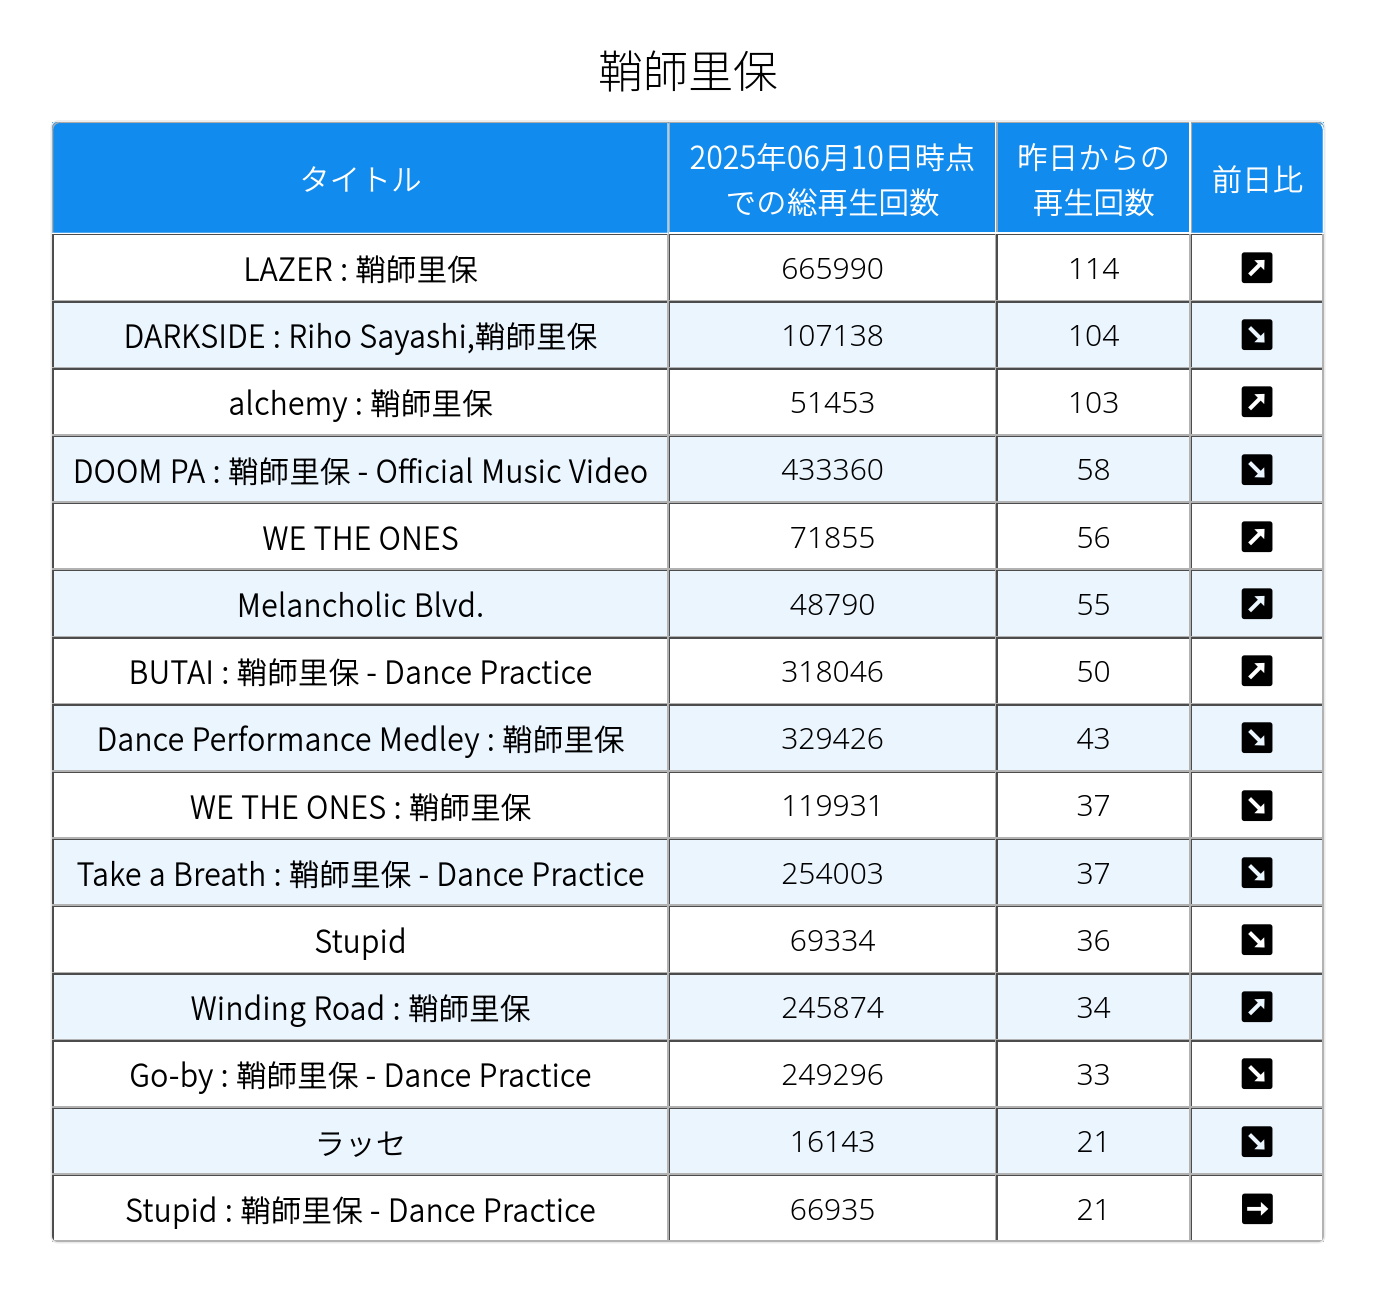 鞘師里保
タイトル
2025年06月10日時点
での総再生回数
昨日からの
再生回数
前日比
LAZER : 鞘師里保 665990 114 ↗
DARKSIDE : Riho Sayashi,鞘師里保 107138 104 ↘
alchemy : 鞘師里保 51453 103 ↗
DOOM PA : 鞘師里保 - Official Music Video 433360 58 ↘
WE THE ONES 71855 56 ↗
Melancholic Blvd. 48790 55 ↗
BUTAI : 鞘師里保 - Dance Practice 318046 50 ↗
Dance Performance Medley : 鞘師里保 329426 43 ↘
WE THE ONES : 鞘師里保 119931 37 ↘
Take a Breath : 鞘師里保 - Dance Practice 254003 37 ↘
Stupid 69334 36 ↘
Winding Road : 鞘師里保 245874 34 ↗
Go-by : 鞘師里保 - Dance Practice 249296 33 ↘
ラッセ 16143 21 ↘
Stupid : 鞘師里保 - Dance Practice 66935 21 →